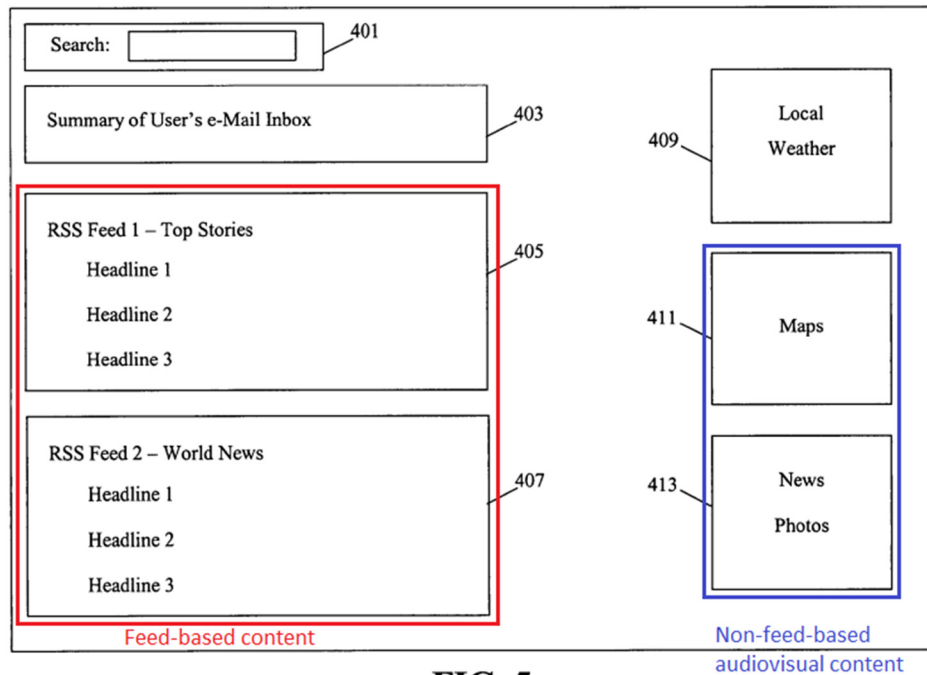 Search:
401
Summary of User's e-Mail Inbox
403
Local
Weather
409
RSS Feed 1 – Top Stories
Headline 1
Headline 2
Headline 3
405
Maps
411
RSS Feed 2 – World News
Headline 1
Headline 2
Headline 3
407
News
Photos
413
Feed-based content
Non-feed-based
audiovisual content